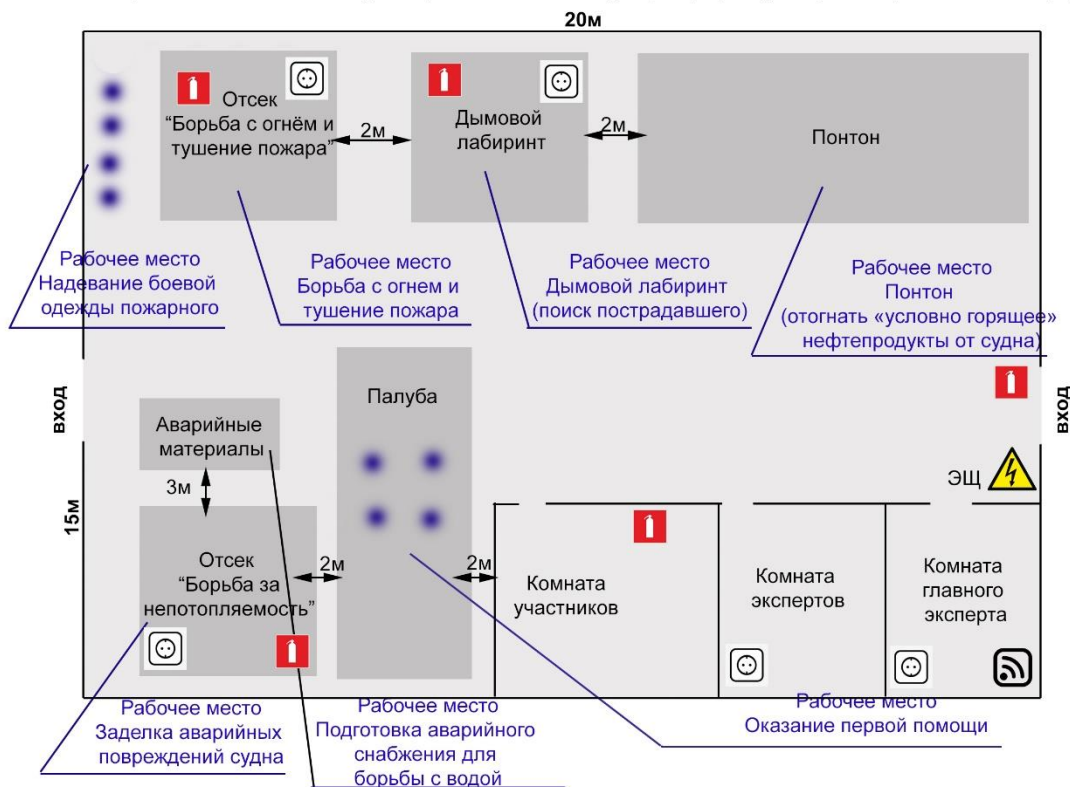 20м
Отсек
“Борьба с огнём и
тушение пожара”
2м
Дымовой
лабиринт
2м
Понтон
Рабочее место
Надевание боевой
одежды пожарного
Рабочее место
Борьба с огнем и
тушение пожара
Рабочее место
Дымовой лабиринт
(поиск пострадавшего)
Рабочее место
Понтон
(отогнать «условно горящее»
нефтепродукты от судна)
вход
вход
15м
Аварийные
материалы
3м
Отсек
“Борьба за
непотопляемость”
2м
Палуба
2м
Комната
участников
Комната
экспертов
ЭЩ
Комната
главного
эксперта
Рабочее место
Заделка аварийных
повреждений судна
Рабочее место
Подготовка аварийного
снабжения для
борьбы с водой
Рабочее место
Оказание первой помощи